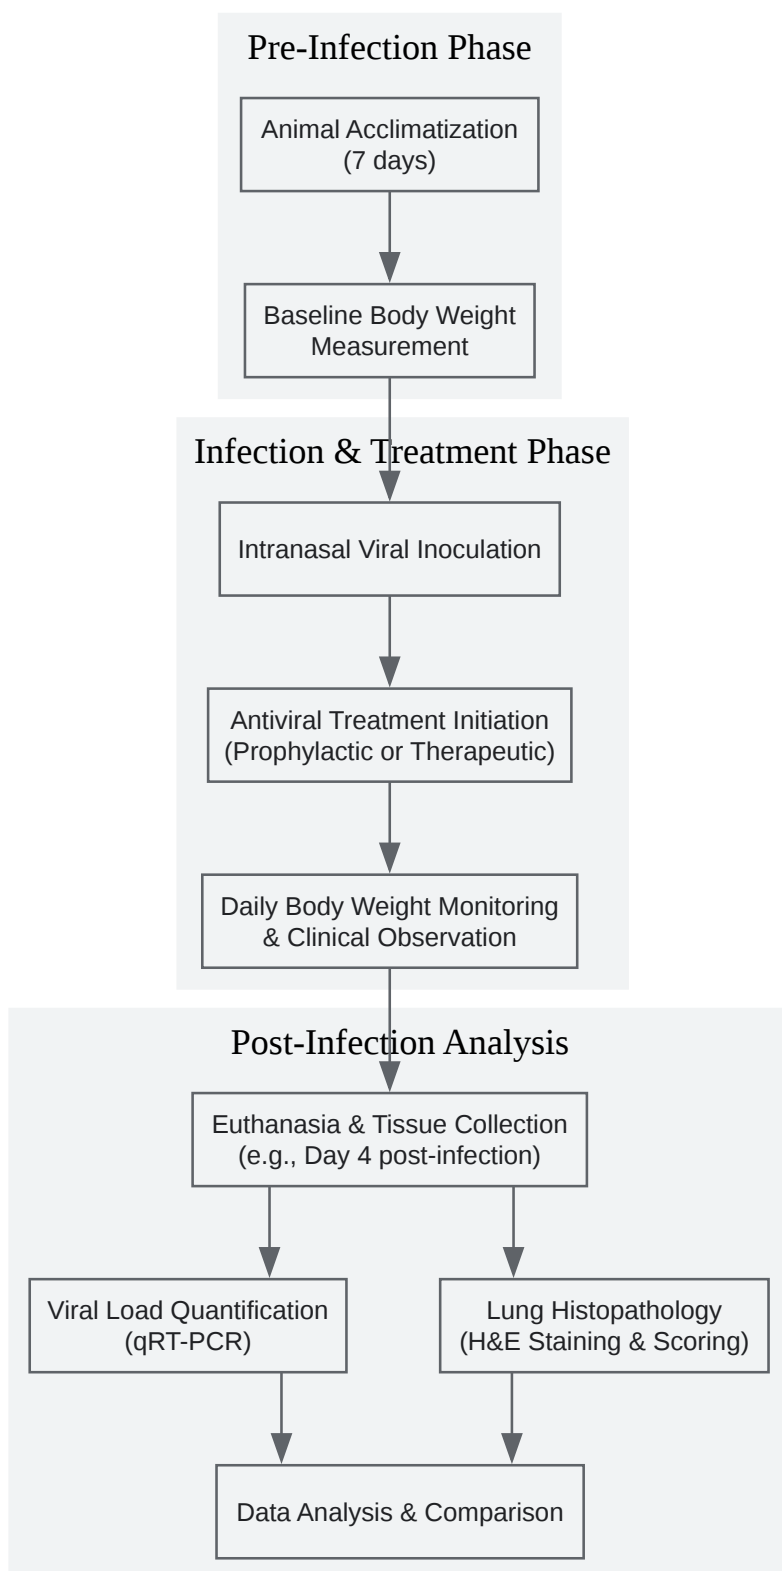 Pre-Infection Phase
Animal Acclimatization
(7 days)
Baseline Body Weight
Measurement
Infection & Treatment Phase
Intranasal Viral Inoculation
Antiviral Treatment Initiation
(Prophylactic or Therapeutic)
Daily Body Weight Monitoring
& Clinical Observation
Post-Infection Analysis
Euthanasia & Tissue Collection
(e.g., Day 4 post-infection)
Viral Load Quantification
(qRT-PCR)
Lung Histopathology
(H&E Staining & Scoring)
Data Analysis & Comparison